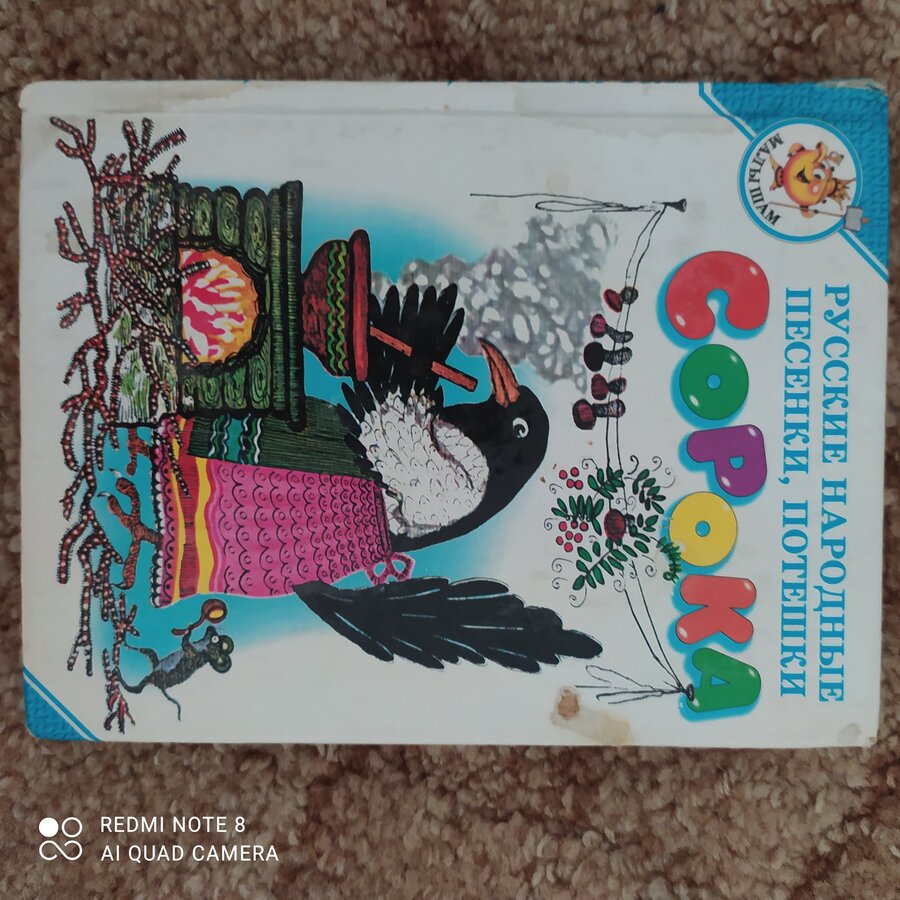 МАЛЫШАМ
РУССКИЕ НАРОДНЫЕ
ПЕСЕНКИ, ПОТЕШКИ
СОРОКА
REDMI NOTE 8
AI QUAD CAMERA